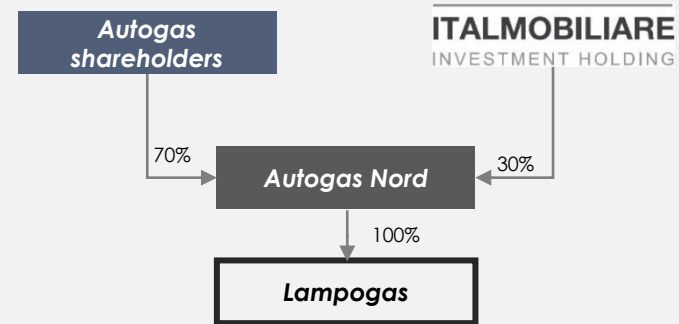 Autogas
shareholders
ITALMOBILIARE
INVESTMENT HOLDING
70%
30%
Autogas Nord
100%
Lampogas